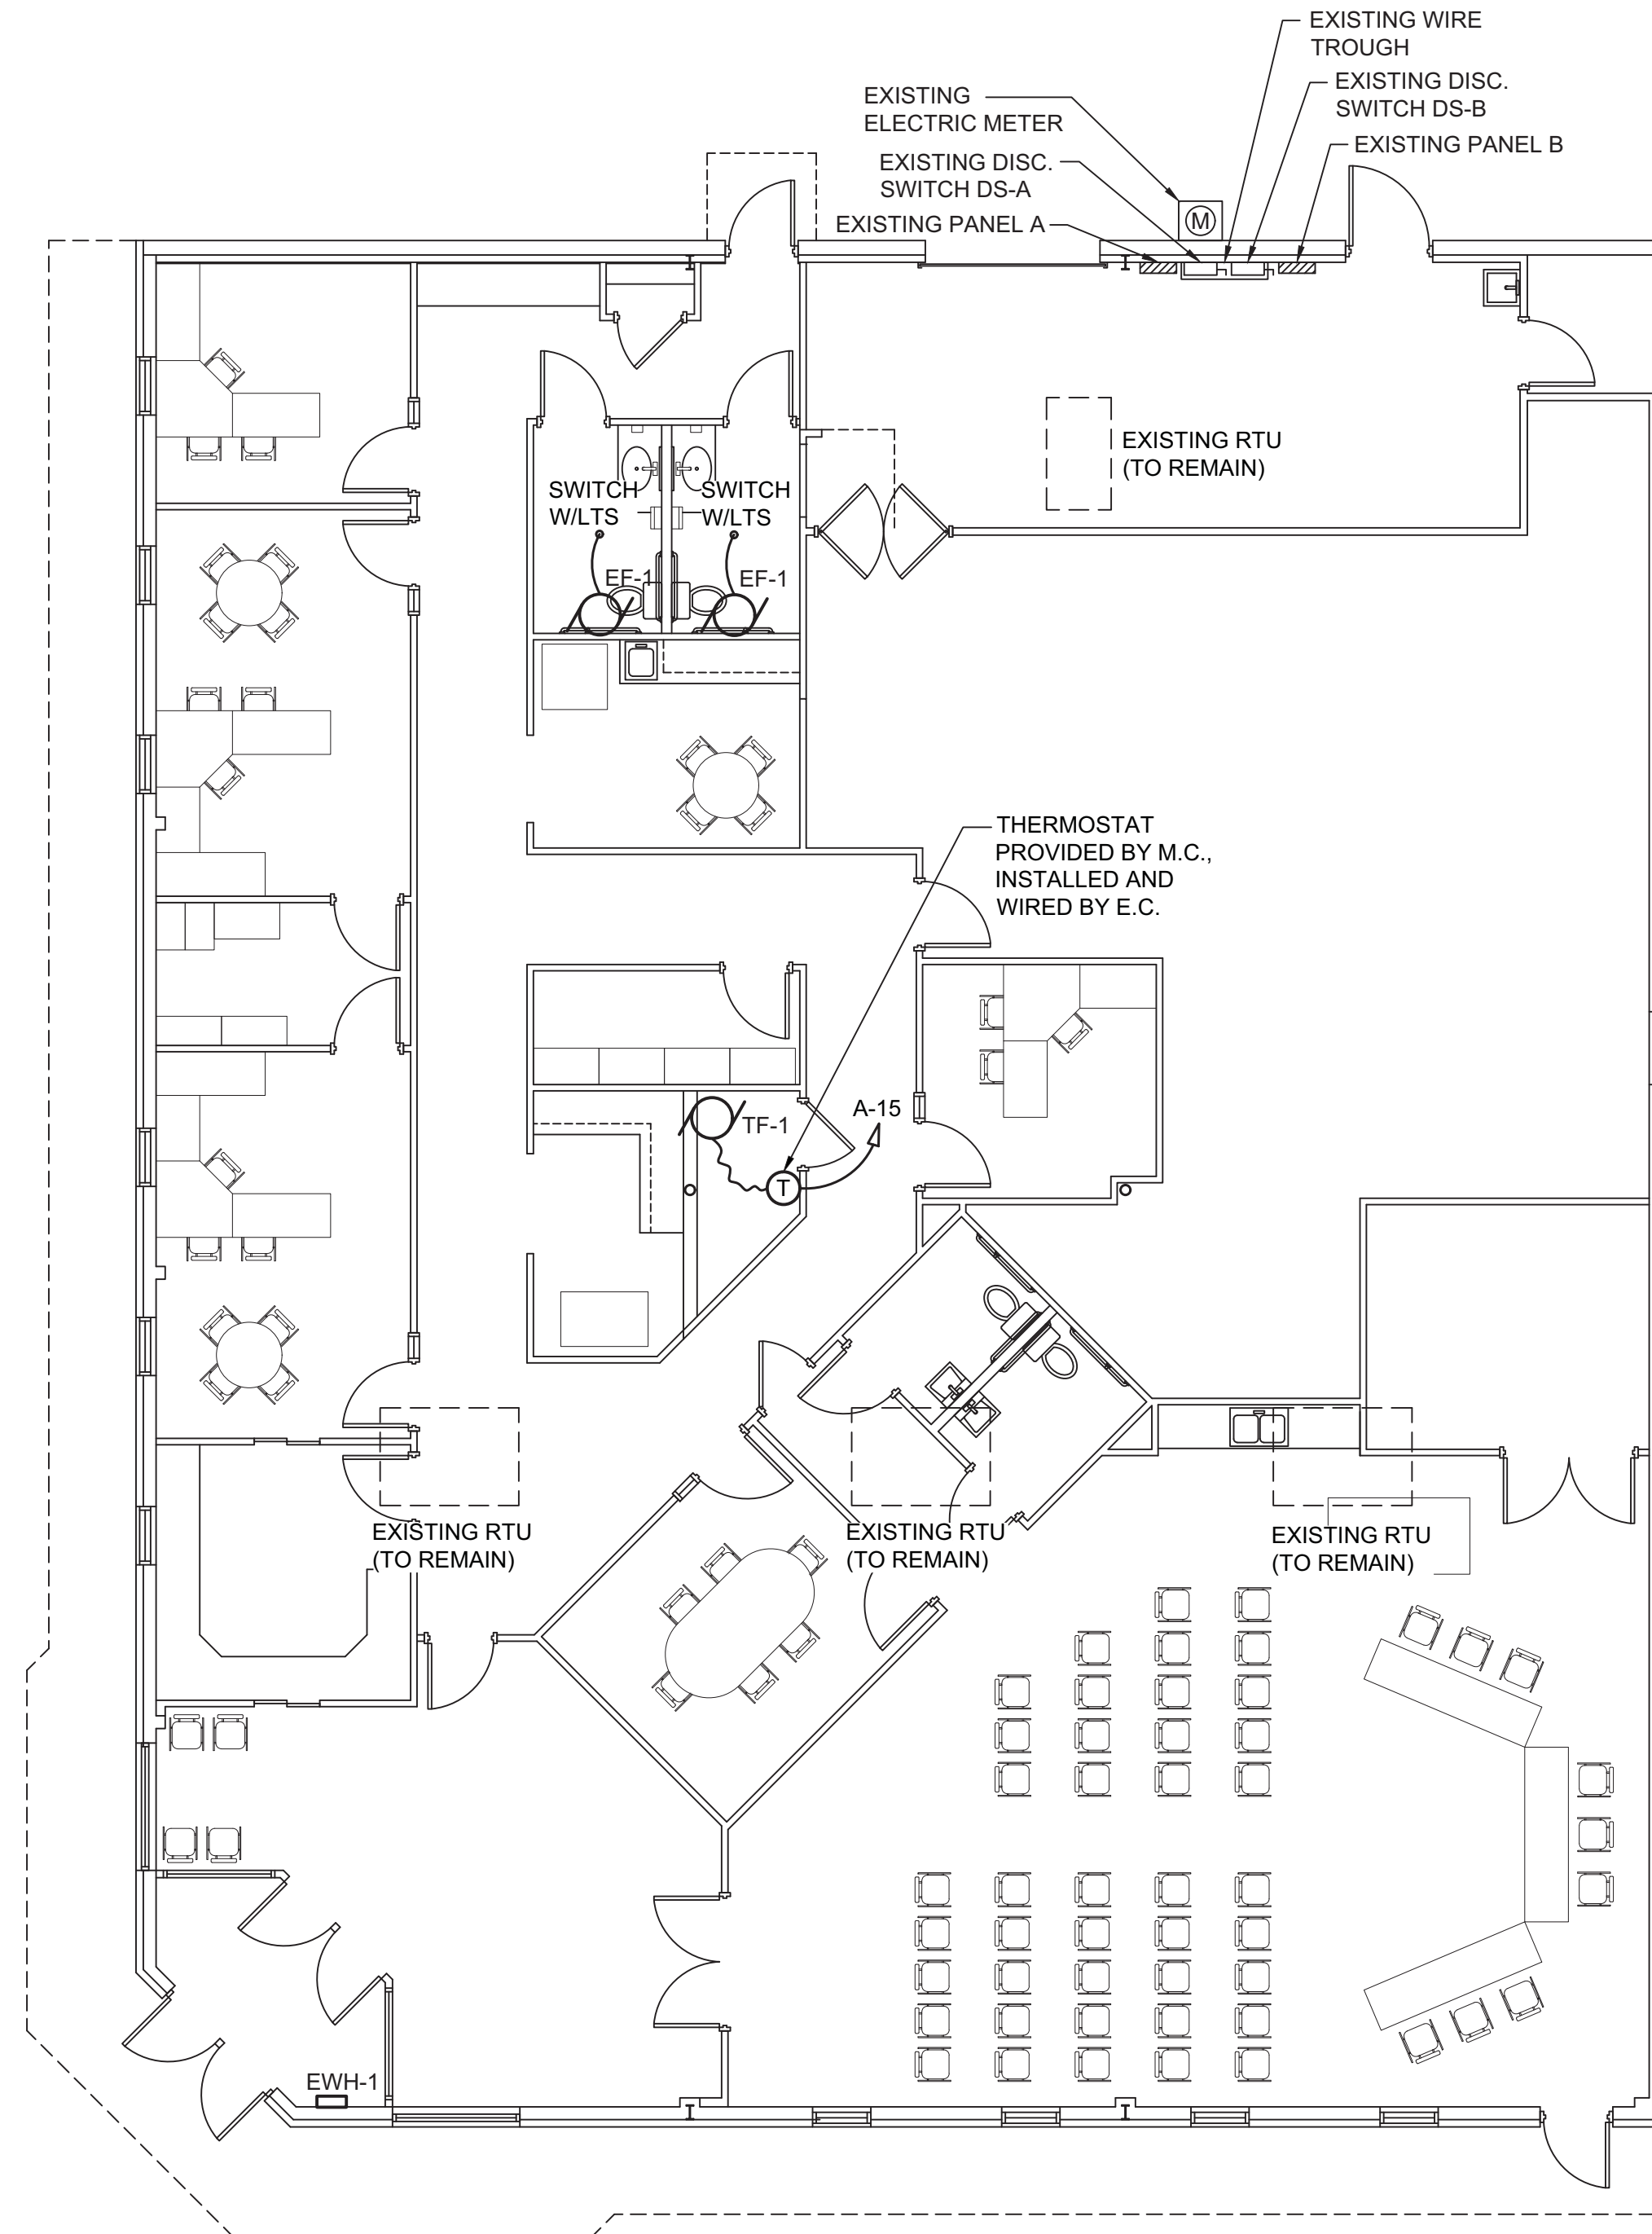 EXISTING WIRE
TROUGH
EXISTING DISC.
SWITCH DS-B
EXISTING
ELECTRIC METER
EXISTING PANEL B
EXISTING DISC.
SWITCH DS-A
M
EXISTING PANEL A
EXISTING RTU
(TO REMAIN)
SWITCH
W/LTS
SWITCH
W/LTS
EF-1
EF-1
THERMOSTAT
PROVIDED BY M.C.,
INSTALLED AND
WIRED BY E.C.
A-15
TF-1
T
EXISTING RTU
(TO REMAIN)
EXISTING RTU
(TO REMAIN)
EXISTING RTU
(TO REMAIN)
EWH-1